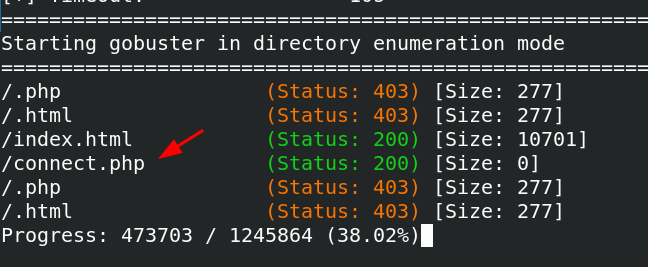 ===============================================================
Starting gobuster in directory enumeration mode
===============================================================
/.php (Status: 403) [Size: 277]
/.html (Status: 403) [Size: 277]
/index.html (Status: 200) [Size: 10701]
/connect.php (Status: 200) [Size: 0]
/.php (Status: 403) [Size: 277]
/.html (Status: 403) [Size: 277]
Progress: 473703 / 1245864 (38.02%)